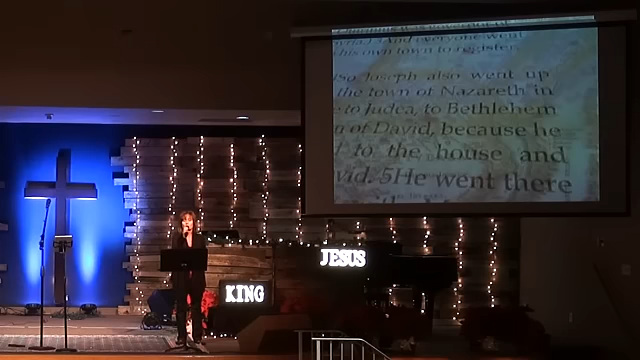 And everyone went
his own town to register.
So Joseph also went up
the town of Nazareth in
to Judea, to Bethlehem
n of David, because he
to the house and
vid. 5He went there
JESUS
KING